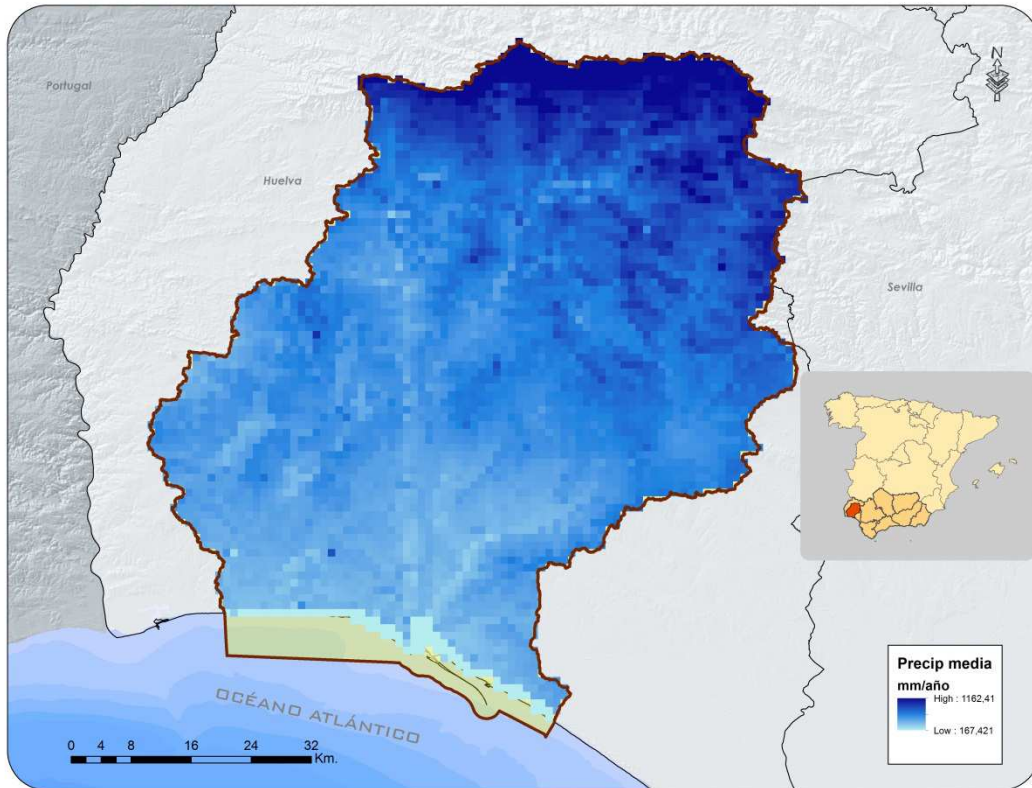 Portugal
N
Huelva
Sevilla
OCÉANO ATLÁNTICO
0 4 8 16 24 32
Km.
Precip media
mm/año
High : 1162,41
Low : 167,421